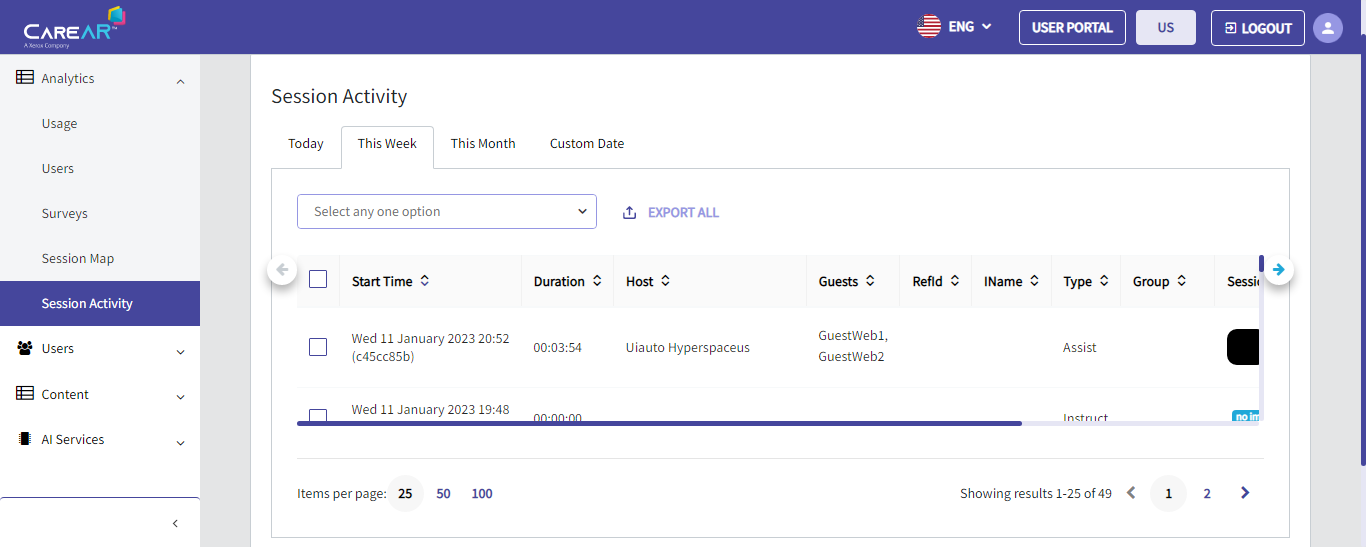 CAREAR™
A Xerox Company
ENG
USER PORTAL
US
LOGOUT
Analytics
Usage
Users
Surveys
Session Map
Session Activity
Users
Content
AI Services
Session Activity
Today
This Week
This Month
Custom Date
Select any one option
EXPORT ALL
Start Time
Duration
Host
Guests
RefId
IName
Type
Group
Wed 11 January 2023 20:52
(c45cc85b)
00:03:54
Uiauto Hyperspaceus
GuestWeb1,
GuestWeb2
Assist
Wed 11 January 2023 19:48
00:00:00
Instruct
no im
Items per page: 25 50 100
Showing results 1-25 of 49
1
2